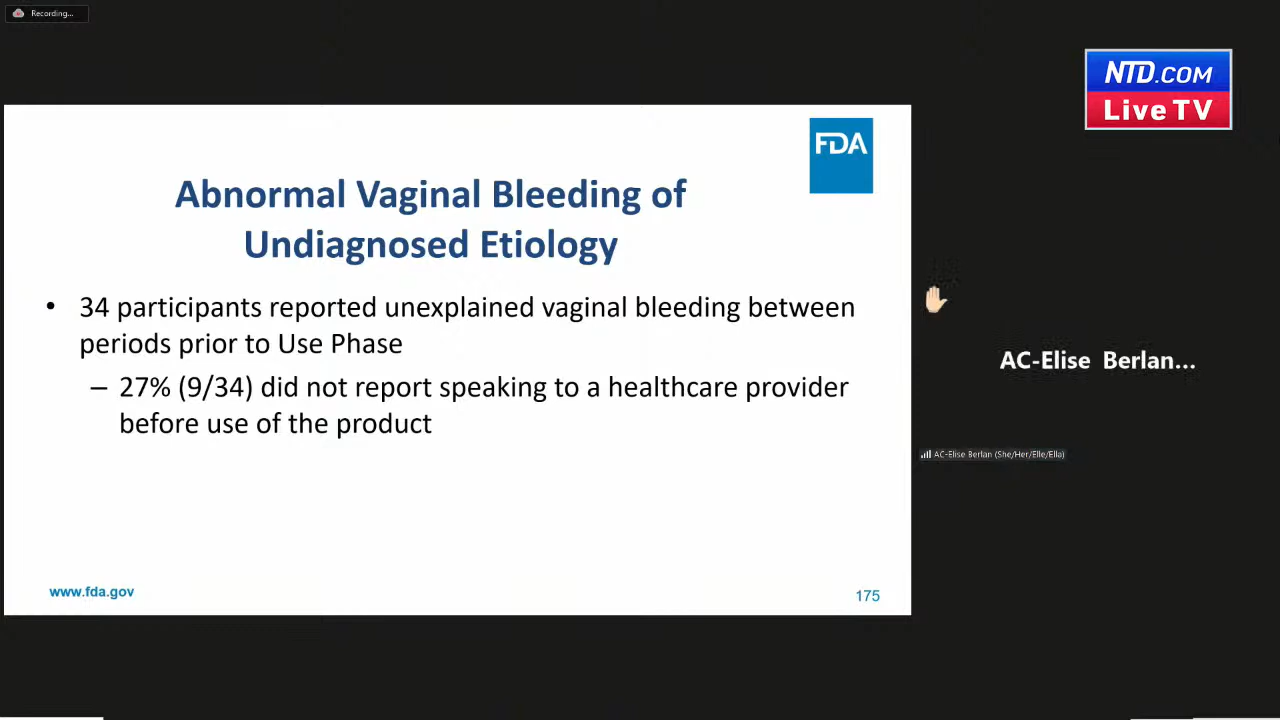 Recording...
NTD.COM
Live TV
FDA
Abnormal Vaginal Bleeding of
Undiagnosed Etiology
• 34 participants reported unexplained vaginal bleeding between
periods prior to Use Phase
– 27% (9/34) did not report speaking to a healthcare provider
before use of the product
www.fda.gov
175
AC-Elise Berlan...
AC-Elise Berlan (She/Her/Elle/Ella)